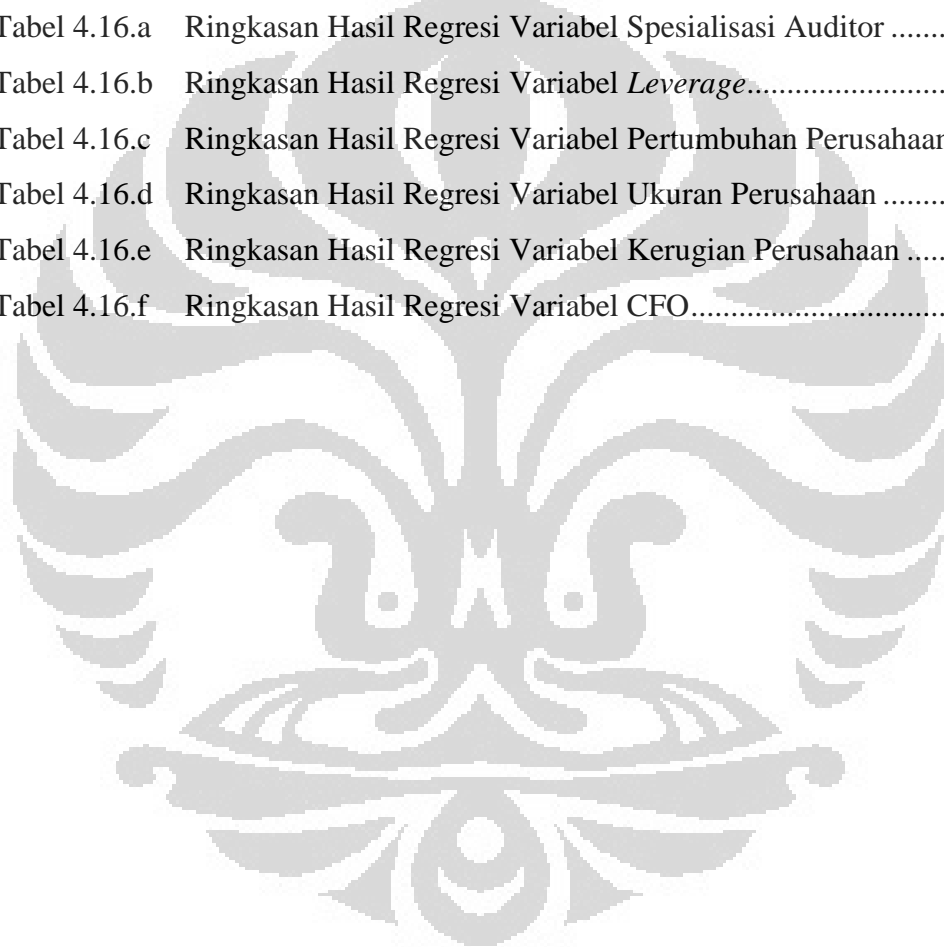 Tabel 4.16.a Ringkasan Hasil Regresi Variabel Spesialisasi Auditor .......
Tabel 4.16.b Ringkasan Hasil Regresi Variabel Leverage.........................
Tabel 4.16.c Ringkasan Hasil Regresi Variabel Pertumbuhan Perusahaan
Tabel 4.16.d Ringkasan Hasil Regresi Variabel Ukuran Perusahaan ........
Tabel 4.16.e Ringkasan Hasil Regresi Variabel Kerugian Perusahaan .....
Tabel 4.16.f Ringkasan Hasil Regresi Variabel CFO................................